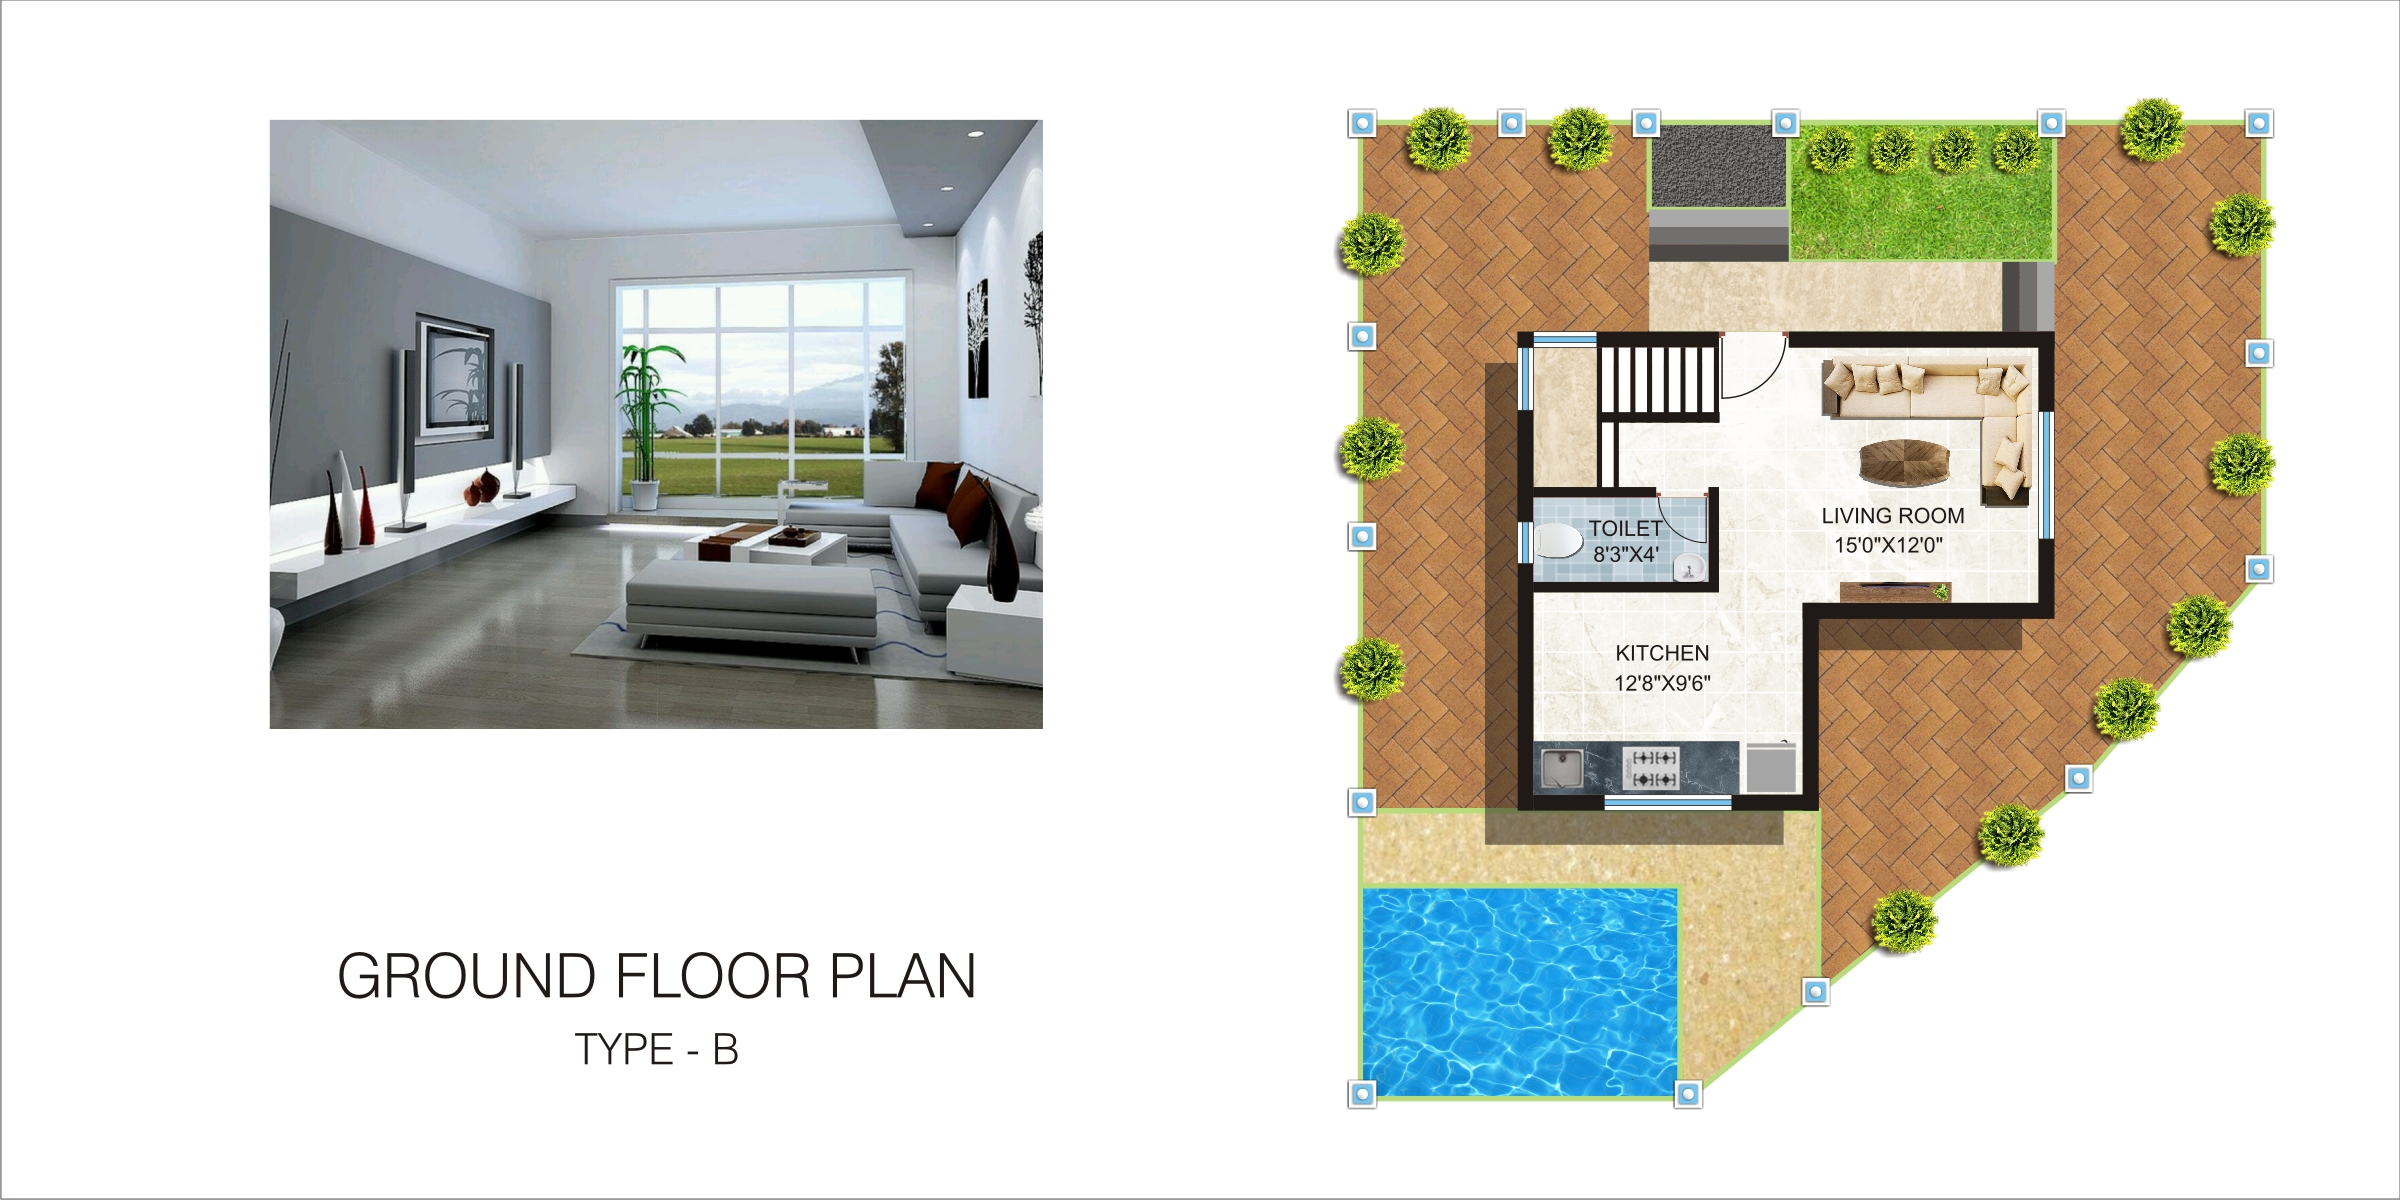 GROUND FLOOR PLAN
TYPE - B
TOILET
8'3"X4'
LIVING ROOM
15'0"X12'0"
KITCHEN
12'8"X9'6"